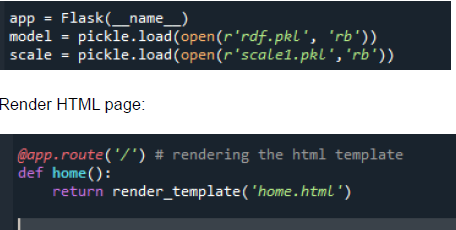 app = Flask(__name__)
model = pickle.load(open(r'rdf.pkl', 'rb'))
scale = pickle.load(open(r'scale1.pkl','rb'))
Render HTML page:
@app.route('/') # rendering the html template
def home():
    return render_template('home.html')